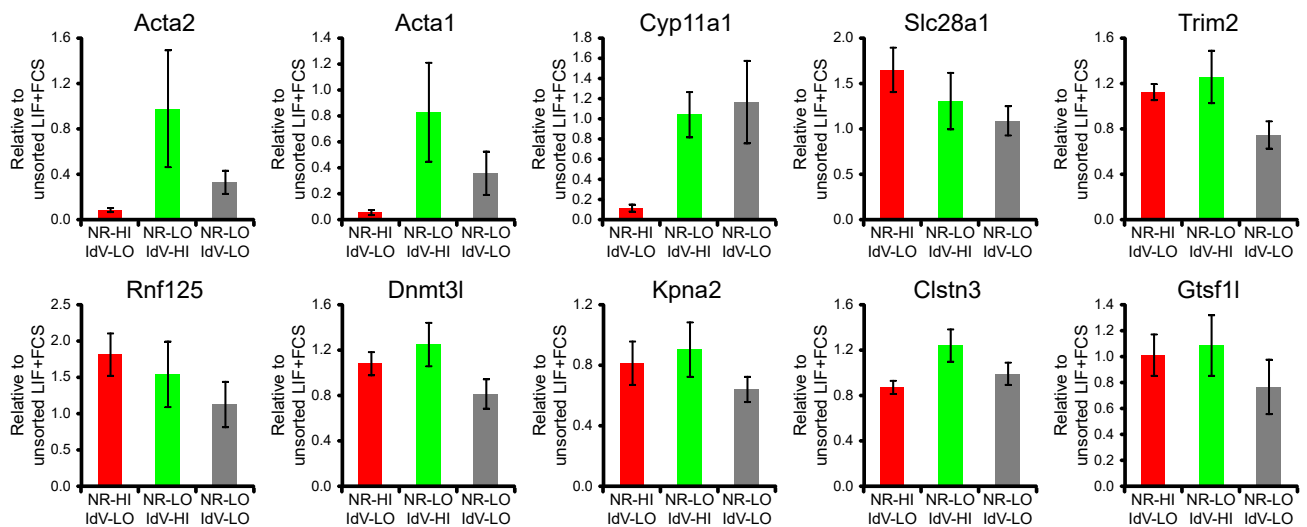 Acta2
Relative to
unsorted LIF+FCS
1.6
1.2
0.8
0.4
0.0
NR-HI NR-LO NR-LO
IdV-LO IdV-HI IdV-LO
Acta1
Relative to
unsorted LIF+FCS
1.4
1.2
1.0
0.8
0.6
0.4
0.2
0.0
NR-HI NR-LO NR-LO
IdV-LO IdV-HI IdV-LO
Cyp11a1
Relative to
unsorted LIF+FCS
1.8
1.6
1.4
1.2
1.0
0.8
0.6
0.4
0.2
0.0
NR-HI NR-LO NR-LO
IdV-LO IdV-HI IdV-LO
Slc28a1
Relative to
unsorted LIF+FCS
2.0
1.5
1.0
0.5
0.0
NR-HI NR-LO NR-LO
IdV-LO IdV-HI IdV-LO
Trim2
Relative to
unsorted LIF+FCS
1.6
1.2
0.8
0.4
0.0
NR-HI NR-LO NR-LO
IdV-LO IdV-HI IdV-LO
Rnf125
Relative to
unsorted LIF+FCS
2.5
2.0
1.5
1.0
0.5
0.0
NR-HI NR-LO NR-LO
IdV-LO IdV-HI IdV-LO
Dnmt3l
Relative to
unsorted LIF+FCS
1.6
1.2
0.8
0.4
0.0
NR-HI NR-LO NR-LO
IdV-LO IdV-HI IdV-LO
Kpna2
Relative to
unsorted LIF+FCS
1.2
0.8
0.4
0.0
NR-HI NR-LO NR-LO
IdV-LO IdV-HI IdV-LO
Clstn3
Relative to
unsorted LIF+FCS
1.6
1.2
0.8
0.4
0.0
NR-HI NR-LO NR-LO
IdV-LO IdV-HI IdV-LO
Gtsf1l
Relative to
unsorted LIF+FCS
1.4
1.2
1.0
0.8
0.6
0.4
0.2
0.0
NR-HI NR-LO NR-LO
IdV-LO IdV-HI IdV-LO